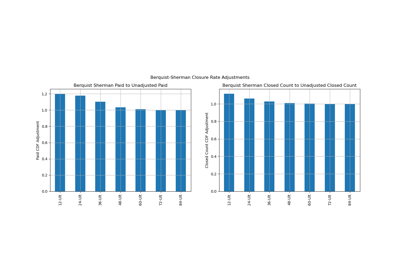 Berquist-Sherman Closure Rate Adjustments
Berquist Sherman Paid to Unadjusted Paid
Berquist Sherman Closed Count to Unadjusted Closed Count
Paid CDF Adjustment
1.2
1.0
0.8
0.6
0.4
0.2
0.0
12-Ult
24-Ult
36-Ult
48-Ult
60-Ult
72-Ult
84-Ult
Closed Count CDF Adjustment
1.0
0.8
0.6
0.4
0.2
0.0
12-Ult
24-Ult
36-Ult
48-Ult
60-Ult
72-Ult
84-Ult